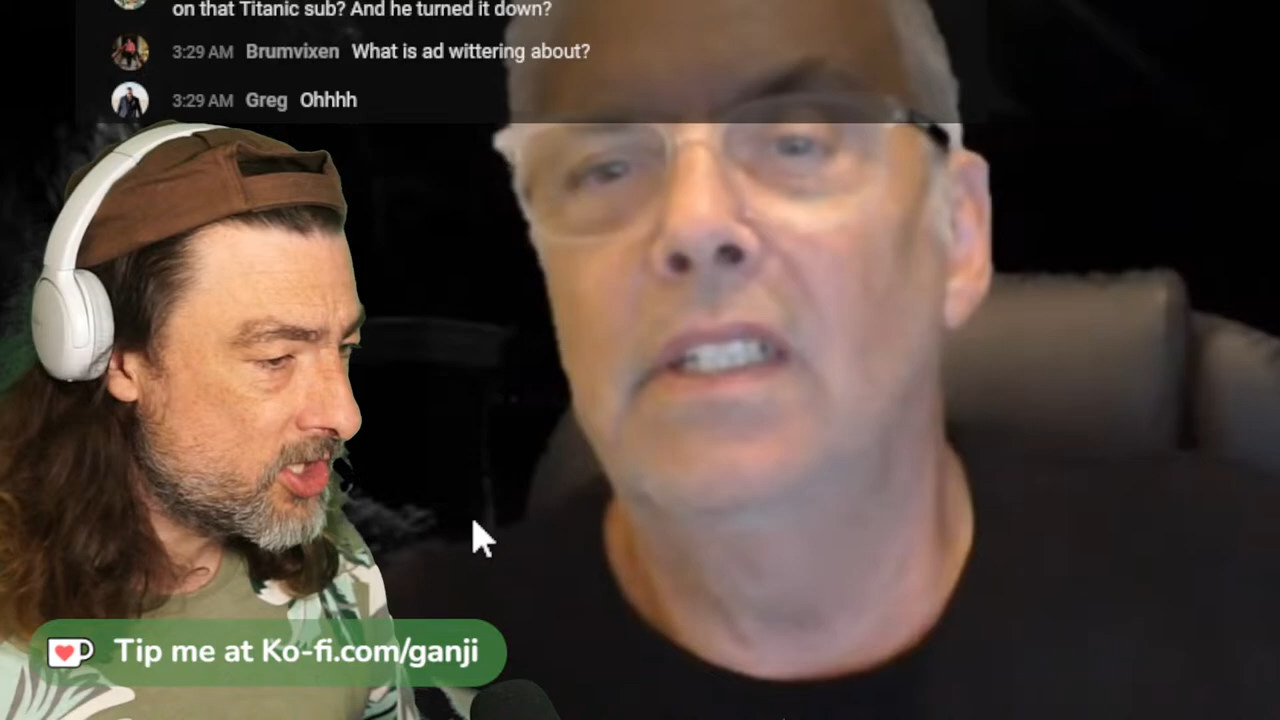 on that Titanic sub? And he turned it down?
3:29 AM Brumvixen What is ad wittering about?
3:29 AM Greg Ohhhh
Tip me at Ko-fi.com/ganji